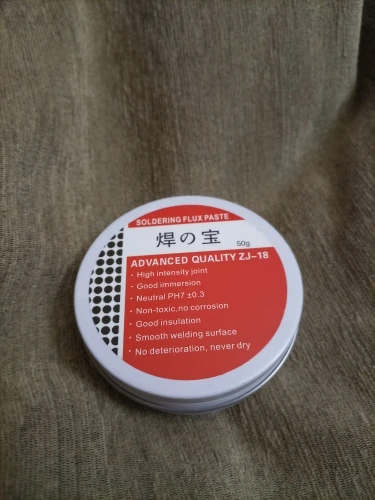 SOLDERING FLUX PASTE
焊の宝
50g
ADVANCED QUALITY ZJ-18
· High intensity joint
· Good immersion
· Neutral PH7 ±0.3
· Non-toxic,no corrosion
· Good insulation
· Smooth welding surface
· No deterioration, never dry